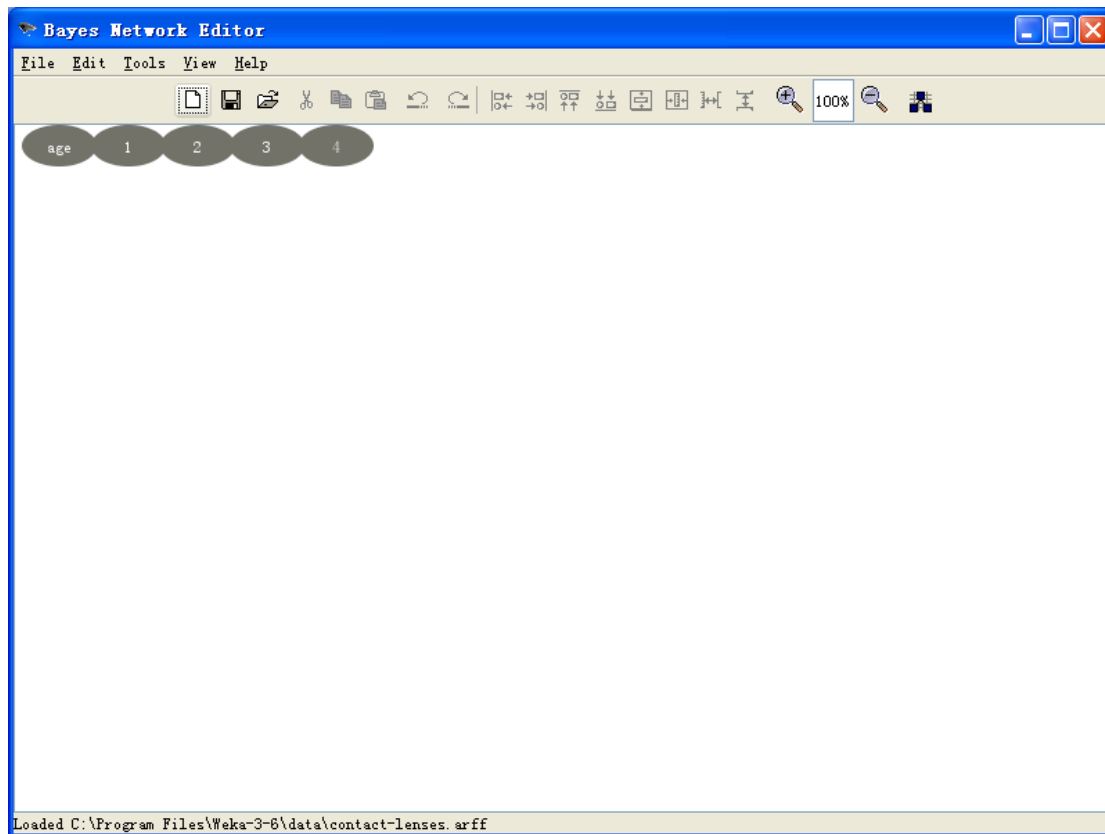 Bayes Network Editor
File Edit Tools View Help
100%
age 1 2 3 4
Loaded C:\Program Files\Weka-3-6\data\contact-lenses.arff